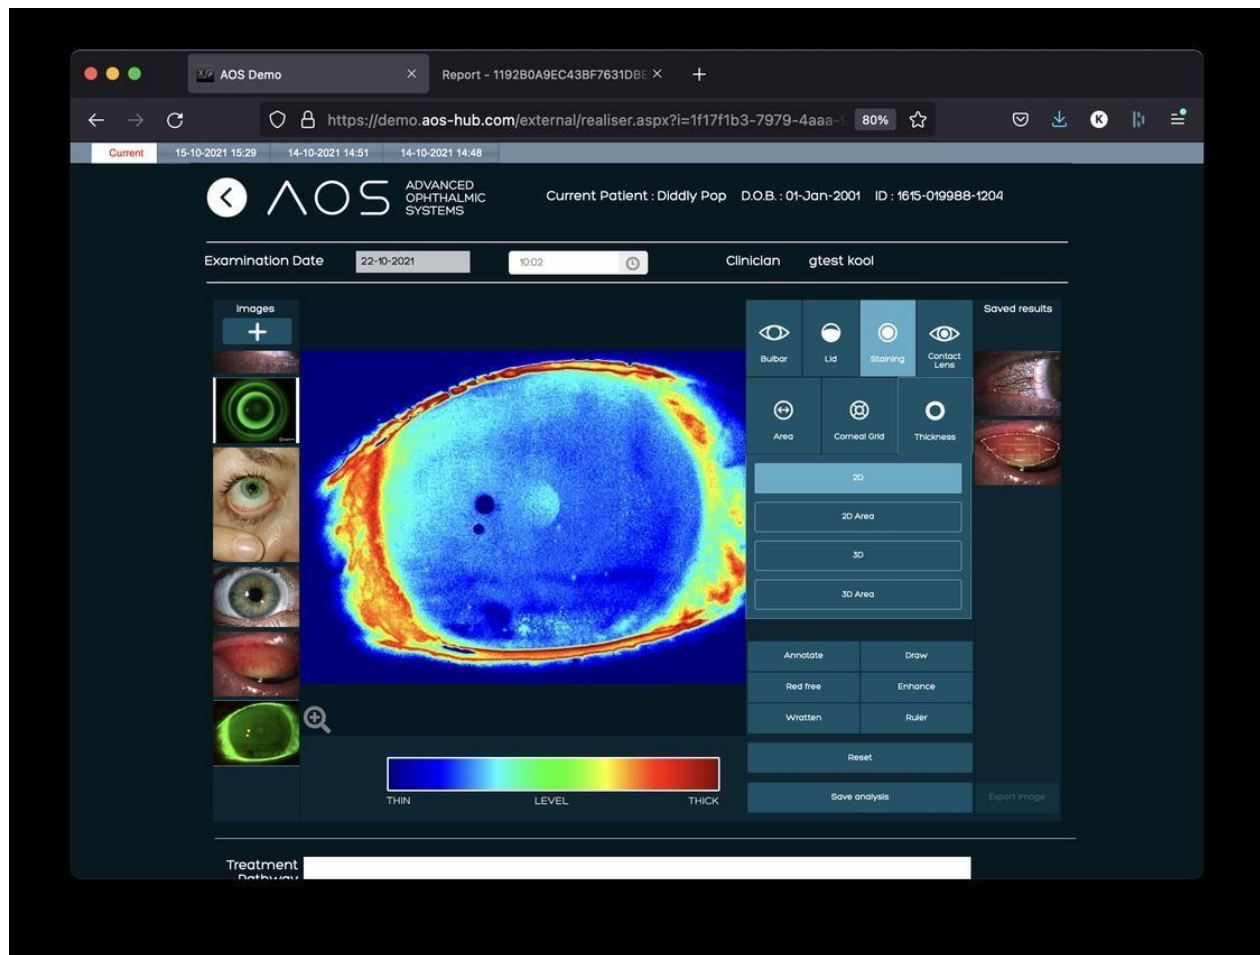 AOS Demo
Report - 1192B0A9EC43BF7631DBE
https://demo.aos-hub.com/external/realiser.aspx?i=1f17f1b3-7979-4aaa-
80%
K
Current
15-10-2021 15:29
14-10-2021 14:51
14-10-2021 14:48
AOS
ADVANCED
OPHTHALMIC
SYSTEMS
Current Patient : Diddly Pop D.O.B. : 01-Jan-2001 ID : 1615-019988-1204
Examination Date
22-10-2021
10:02
Clinician gtest kool
Images
Bulbar
Lid
Staining
Contact
Lens
Saved results
Area
Corneal Grid
Thickness
2D
2D Area
3D
3D Area
Annotate
Draw
Red free
Enhance
Wratten
Ruler
Reset
Save analysis
Export Image
THIN
LEVEL
THICK
Treatment
Pathway